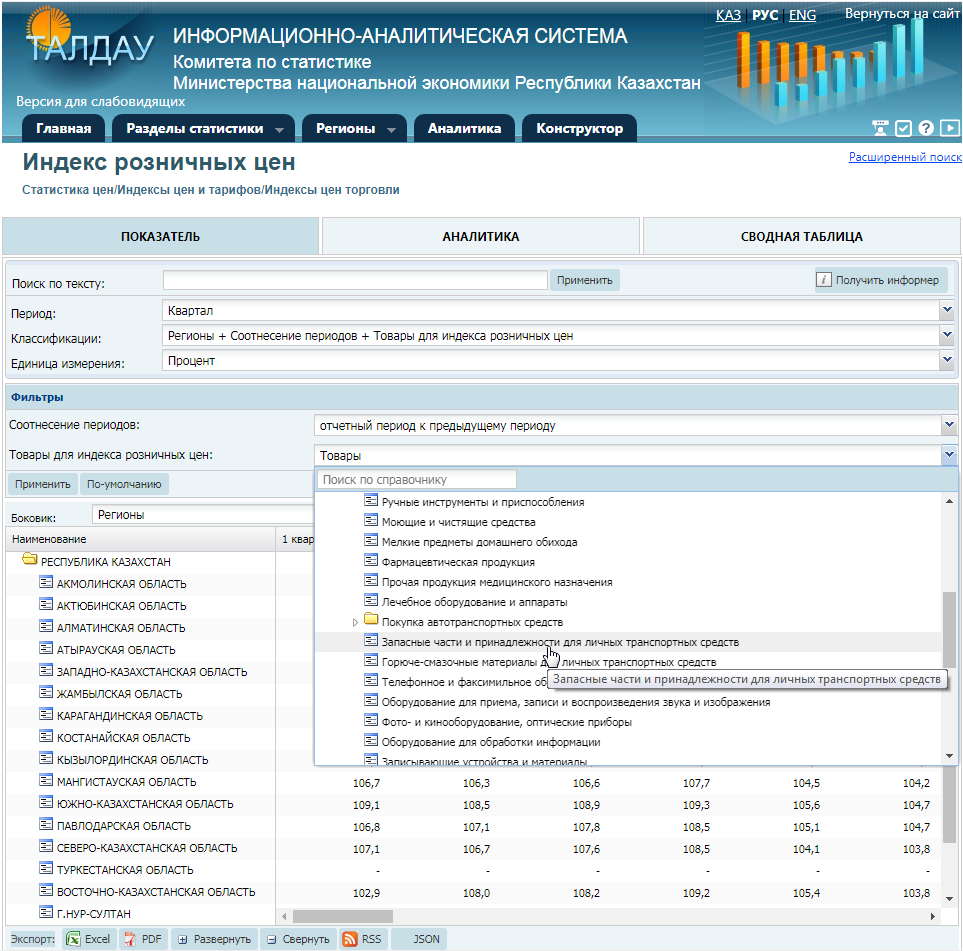 ҚАЗ РУС ENG Вернуться на сайт
ТАЛДАУ
ИНФОРМАЦИОННО-АНАЛИТИЧЕСКАЯ СИСТЕМА
Комитета по статистике
Министерства национальной экономики Республики Казахстан
Версия для слабовидящих
Главная Разделы статистики Регионы Аналитика Конструктор
Индекс розничных цен
Расширенный поиск
Статистика цен/Индексы цен и тарифов/Индексы цен торговли
ПОКАЗАТЕЛЬ АНАЛИТИКА СВОДНАЯ ТАБЛИЦА
Поиск по тексту: Применить Получить информер
Период: Квартал
Классификации: Регионы + Соотнесение периодов + Товары для индекса розничных цен
Единица измерения: Процент
Фильтры
Соотнесение периодов: отчетный период к предыдущему периоду
Товары для индекса розничных цен: Товары
Применить По-умолчанию
Поиск по справочнику
Ручные инструменты и приспособления
Моющие и чистящие средства
Мелкие предметы домашнего обихода
Фармацевтическая продукция
Прочая продукция медицинского назначения
Лечебное оборудование и аппараты
Покупка автотранспортных средств
Запасные части и принадлежности для личных транспортных средств
Горюче-смазочные материалы для личных транспортных средств
Телефонное и факсимильное об
Запасные части и принадлежности для личных транспортных средств
Оборудование для приема, записи и воспроизведения звука и изображения
Фото- и кинооборудование, оптические приборы
Оборудование для обработки информации
Записывающие устройства и материалы
Боковик: Регионы
Наименование 1 квар
РЕСПУБЛИКА КАЗАХСТАН
АКМОЛИНСКАЯ ОБЛАСТЬ
АКТЮБИНСКАЯ ОБЛАСТЬ
АЛМАТИНСКАЯ ОБЛАСТЬ
АТЫРАУСКАЯ ОБЛАСТЬ
ЗАПАДНО-КАЗАХСТАНСКАЯ ОБЛАСТЬ
ЖАМБЫЛСКАЯ ОБЛАСТЬ
КАРАГАНДИНСКАЯ ОБЛАСТЬ
КОСТАНАЙСКАЯ ОБЛАСТЬ
КЫЗЫЛОРДИНСКАЯ ОБЛАСТЬ
МАНГИСТАУСКАЯ ОБЛАСТЬ 106,7 106,3 106,6 107,7 104,5 104,2
ЮЖНО-КАЗАХСТАНСКАЯ ОБЛАСТЬ 109,1 108,5 108,9 109,3 105,6 104,7
ПАВЛОДАРСКАЯ ОБЛАСТЬ 106,8 107,1 107,8 108,5 105,1 104,7
СЕВЕРО-КАЗАХСТАНСКАЯ ОБЛАСТЬ 107,1 106,7 107,6 108,5 104,1 103,8
ТУРКЕСТАНСКАЯ ОБЛАСТЬ - - - - - -
ВОСТОЧНО-КАЗАХСТАНСКАЯ ОБЛАСТЬ 102,9 108,0 108,2 109,2 105,4 103,8
Г.НУР-СУЛТАН
Экспорт: Excel PDF Развернуть Свернуть RSS JSON